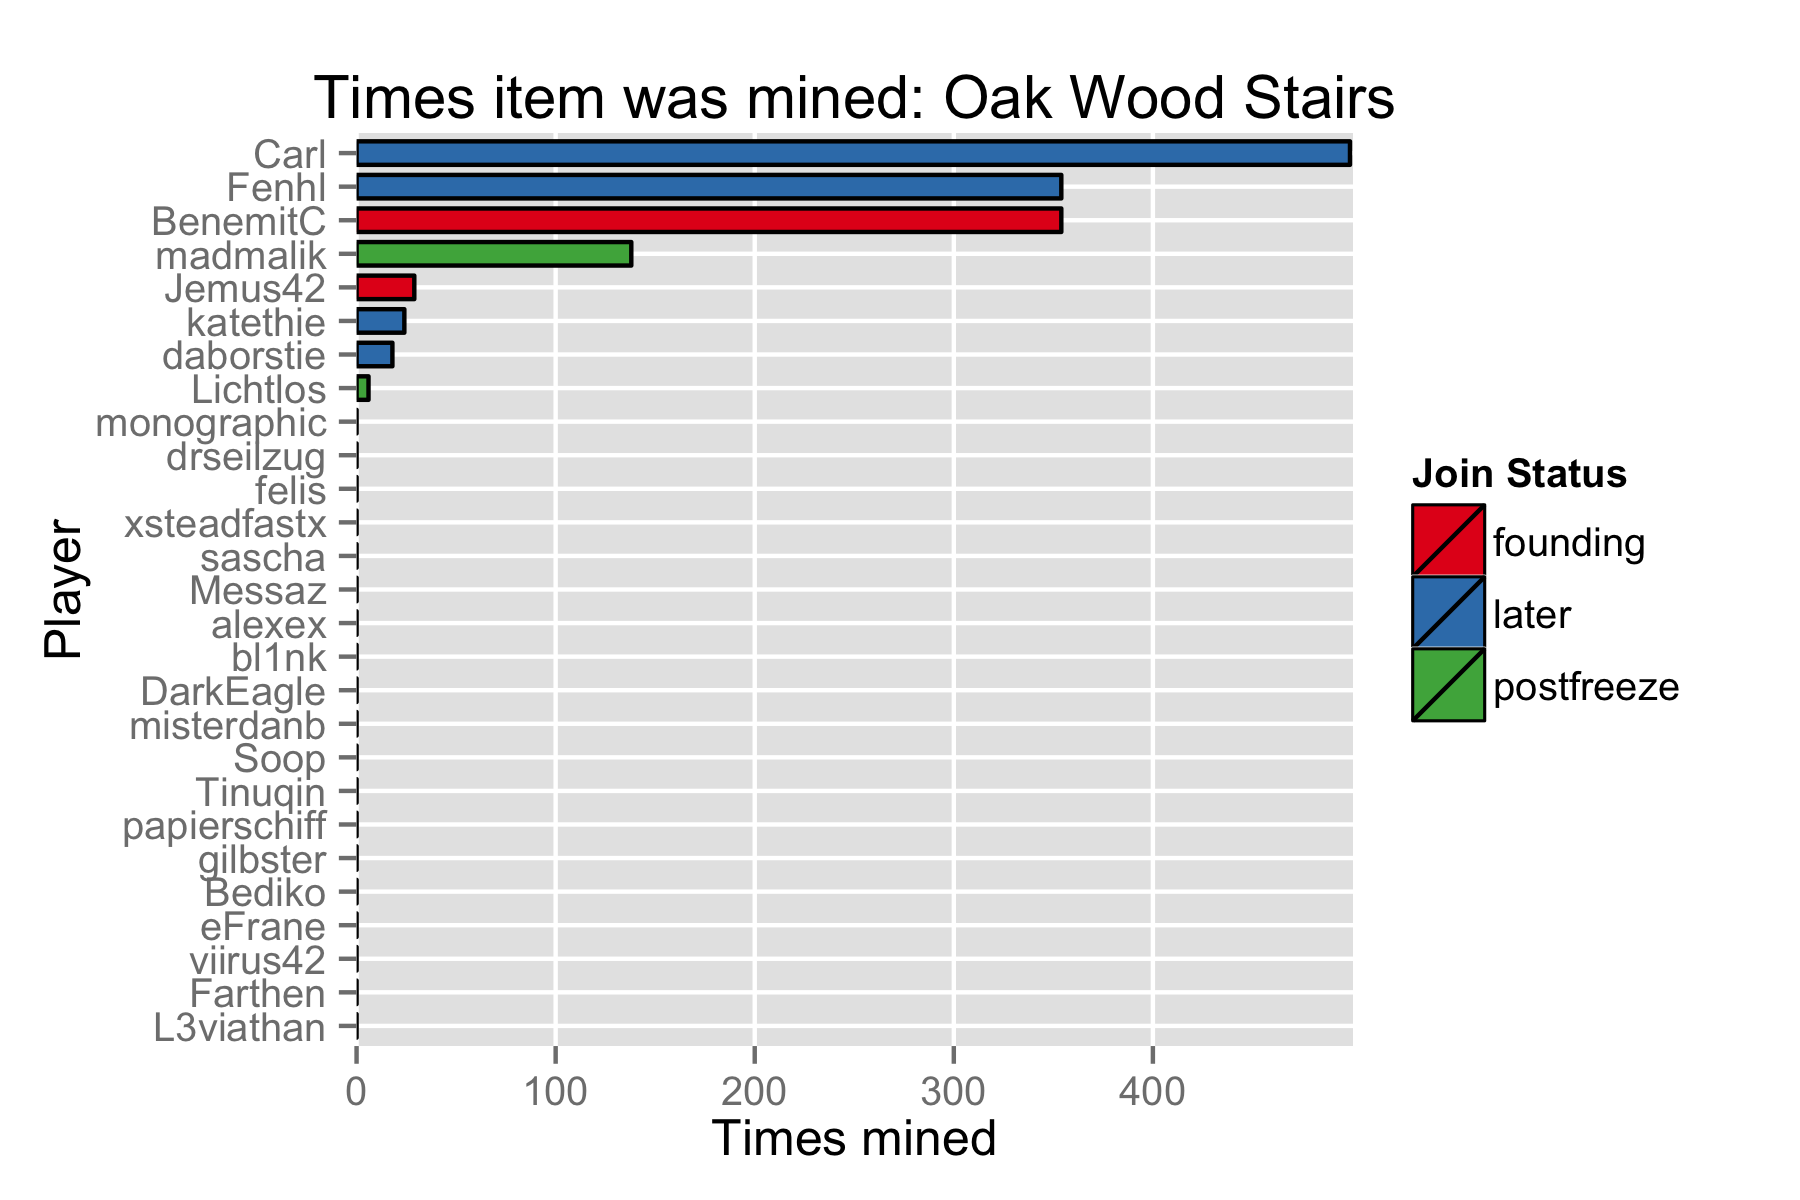 Times item was mined: Oak Wood Stairs
Carl
Fenhl
BenemitC
madmalik
Jemus42
katethie
daborstie
Lichtlos
monographic
drseilzug
felis
xsteadfastx
sascha
Messaz
alexex
bl1nk
DarkEagle
misterdanb
Soop
Tinuqin
papierschiff
gilbster
Bediko
eFrane
viirus42
Farthen
L3viathan
Player
0 100 200 300 400
Times mined
Join Status
founding
later
postfreeze